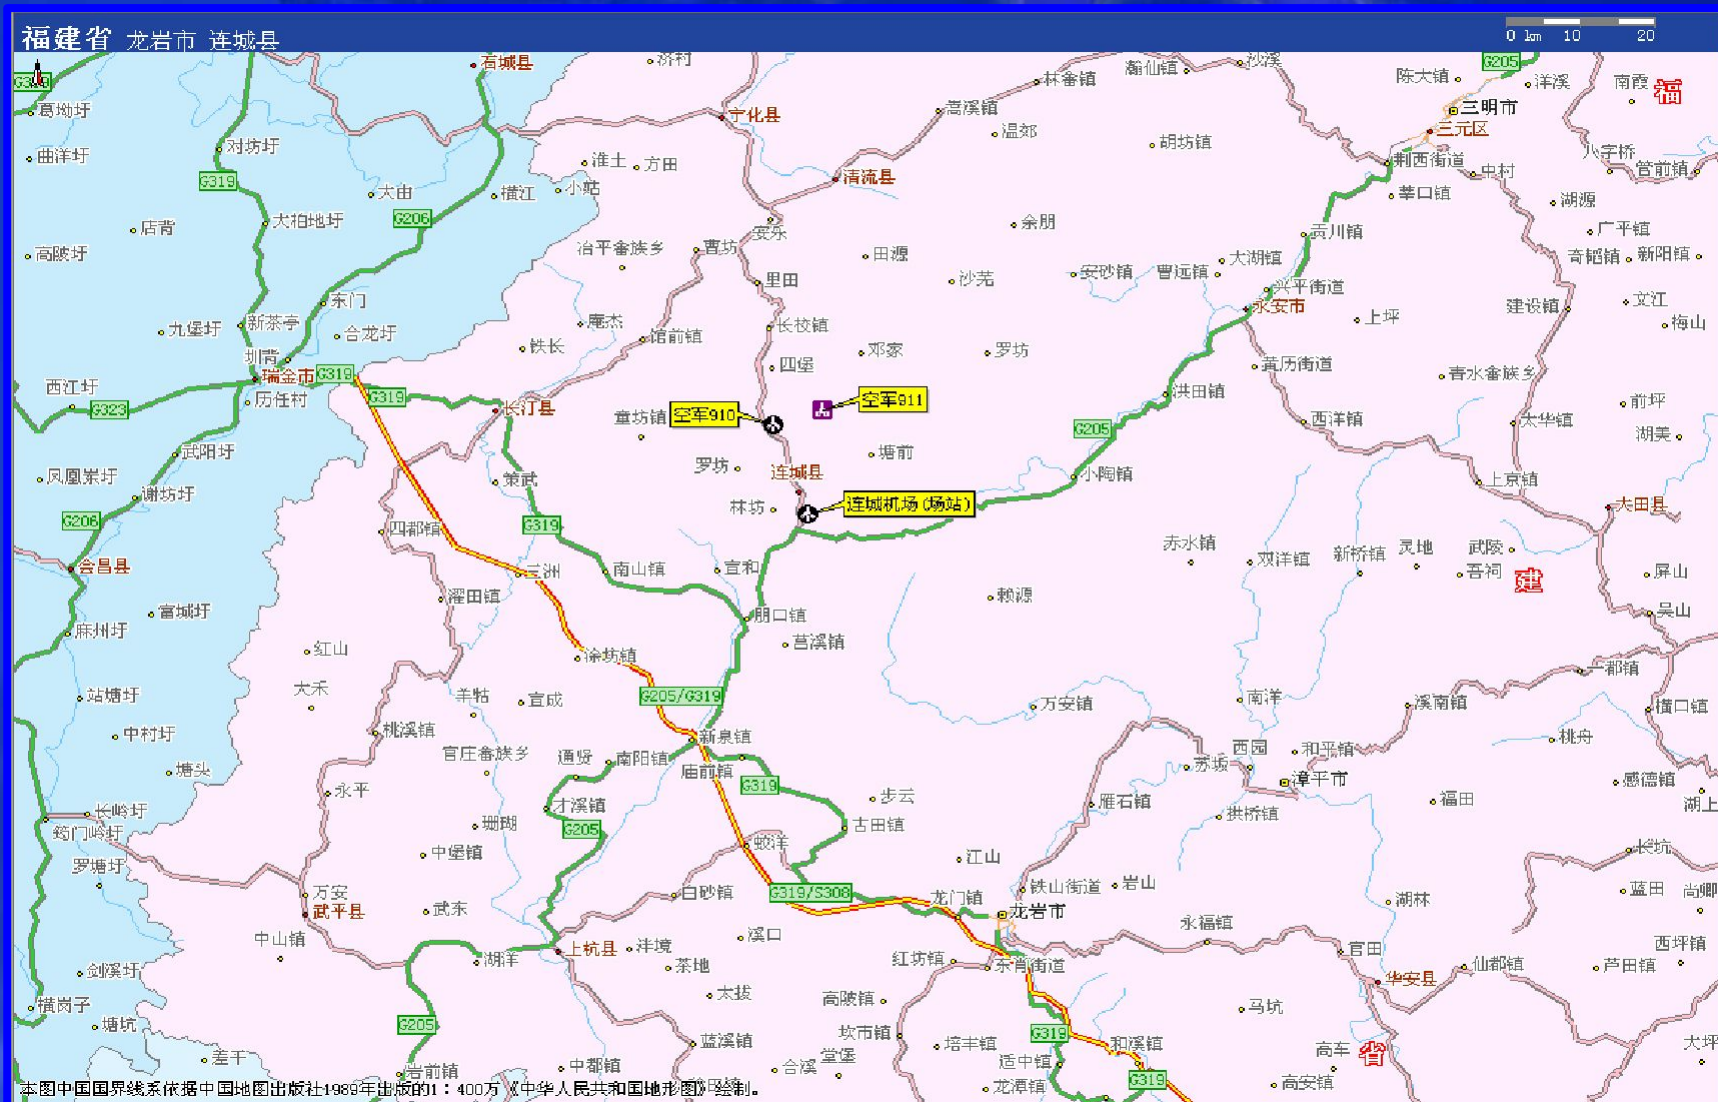 福建省 龙岩市 连城县
0 km 10 20
石城县
济村
林畲镇
沙溪
G205
陈大镇
洋溪
南霞
福
葛坳圩
宁化县
嵩溪镇
三明市
三元区
温郊
胡坊镇
曲洋圩
对坊圩
淮土
方田
荆西街道
中村
八字桥
管前镇
G319
大由
横江
小站
清流县
莘口镇
湖源
G206
大柏地圩
店背
余朋
贡川镇
广平镇
高陂圩
冶平畲族乡
曹坊
安乐
田源
大湖镇
奇韬镇
新阳镇
里田
沙芜
安砂镇
曹远镇
兴平街道
东门
永安市
建设镇
文江
九堡圩
新茶亭
合龙圩
庵杰
馆前镇
长校镇
上坪
梅山
圳背
铁长
四堡
邓家
罗坊
黄历街道
瑞金市
G319
青水畲族乡
西江圩
G323
历任村
G319
长汀县
童坊镇
空军910
空军911
洪田镇
西洋镇
太华镇
前坪
G205
湖美
武阳圩
塘前
凤凰岽圩
罗坊
连城县
小陶镇
谢坊圩
策武
上京镇
G206
四都镇
G319
林坊
连城机场(场站)
大田县
会昌县
三洲
南山镇
宣和
赤水镇
双洋镇
新桥镇
灵地
武陵
吾祠
建
屏山
富城圩
濯田镇
赖源
麻州圩
朋口镇
吴山
红山
涂坊镇
莒溪镇
一都镇
站塘圩
大禾
羊牯
宣成
G205/G319
万安镇
南洋
溪南镇
横口镇
中村圩
桃溪镇
新泉镇
桃舟
官庄畲族乡
通贤
南阳镇
庙前镇
西园
和平镇
塘头
苏坂
漳平市
感德镇
永平
G319
步云
雁石镇
福田
长岭圩
才溪镇
拱桥镇
筠门岭圩
珊瑚
G205
古田镇
罗塘圩
中堡镇
蛟洋
江山
长坑
万安
白砂镇
G319/S308
龙门镇
铁山街道
岩山
蓝田
武平县
武东
龙岩市
湖林
中山镇
上杭县
溪口
永福镇
官田
西坪镇
剑溪圩
湖洋
茶地
红坊镇
东肖街道
仙都镇
芦田镇
横岗子
太拔
高陂镇
华安县
塘坑
G205
蓝溪镇
坎市镇
培丰镇
G319
和溪镇
马坑
差干
岩前镇
中都镇
合溪
堂堡
适中镇
高车
省
龙潭镇
G319
高安镇
本图中国国界线系依据中国地图出版社1989年出版的1：400万《中华人民共和国地形图》绘制。